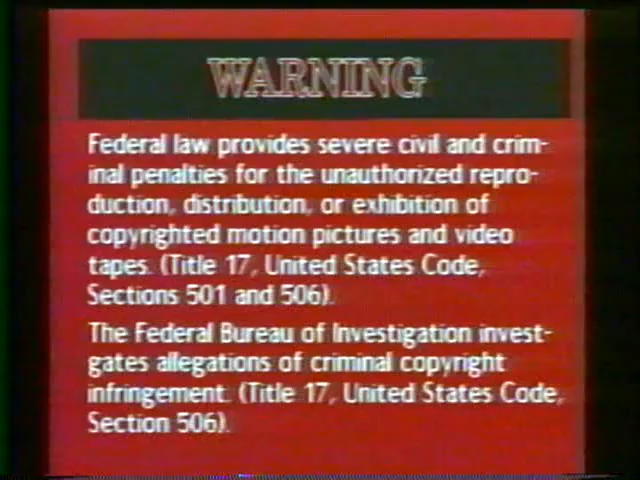 WARNING
Federal law provides severe civil and crim-
inal penalties for the unauthorized repro-
duction, distribution, or exhibition of
copyrighted motion pictures and video
tapes. (Title 17, United States Code,
Sections 501 and 506).
The Federal Bureau of Investigation invest-
gates allegations of criminal copyright
infringement. (Title 17, United States Code,
Section 506).